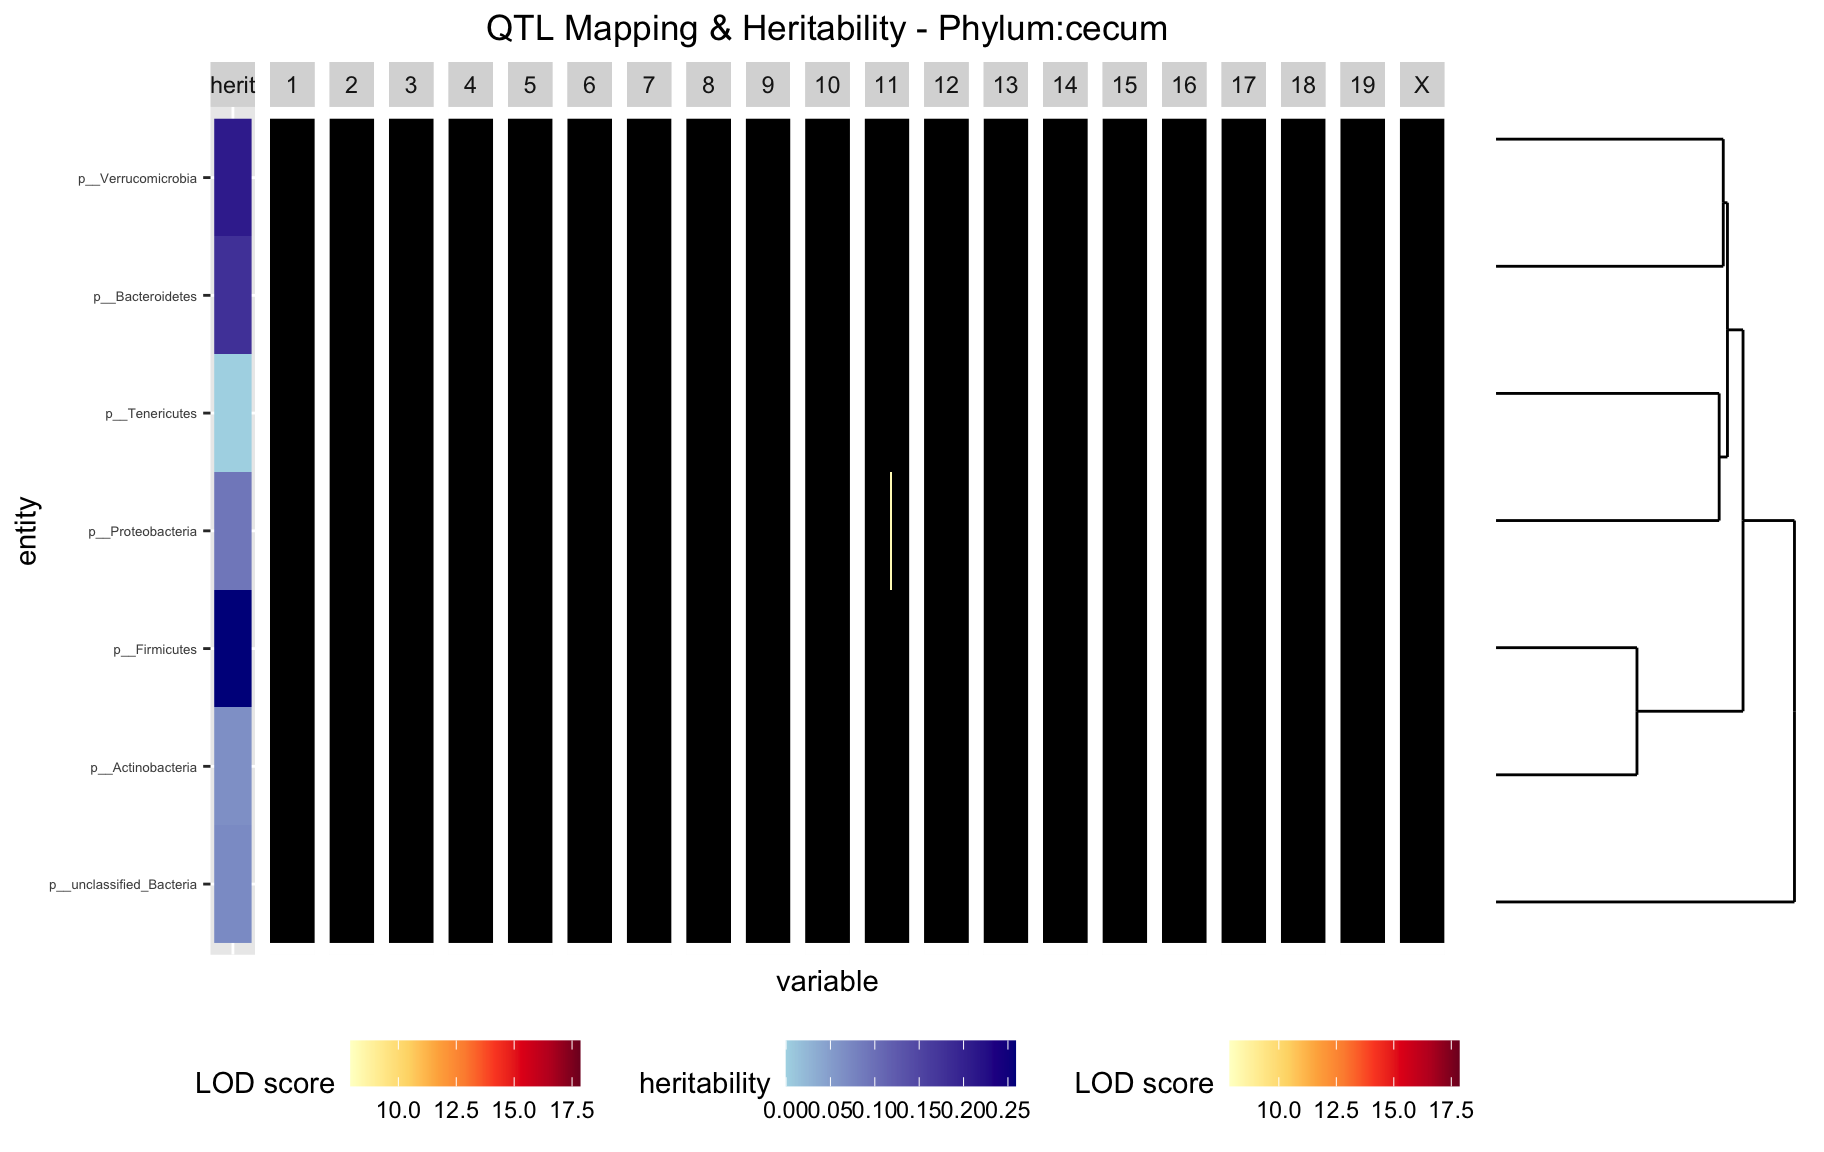 QTL Mapping & Heritability - Phylum:cecum
herit 1 2 3 4 5 6 7 8 9 10 11 12 13 14 15 16 17 18 19 X
p__Verrucomicrobia
p__Bacteroidetes
p__Tenericutes
p__Proteobacteria
p__Firmicutes
p__Actinobacteria
p__unclassified_Bacteria
entity
variable
LOD score
10.0 12.5 15.0 17.5
heritability
0.00 0.05 0.10 0.15 0.20 0.25
LOD score
10.0 12.5 15.0 17.5